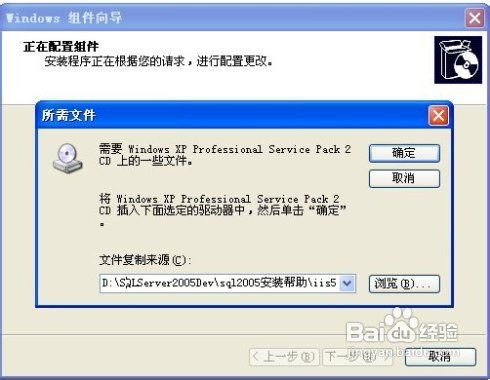 Windows 组件向导
正在配置组件
安装程序正在根据您的请求，进行配置更改。
所需文件
需要 Windows XP Professional Service Pack 2
CD 上的一些文件。
确定
取消
将 Windows XP Professional Service Pack 2
CD 插入下面选定的驱动器中，然后单击“确定”
。
文件复制来源(C):
D:\SQLServer2005Dev\sql2005安装帮助\iis5
浏览(B)...
Baidu 经验
jingyan.baidu.com
< 上一步(B)
下一步(N) >
取消